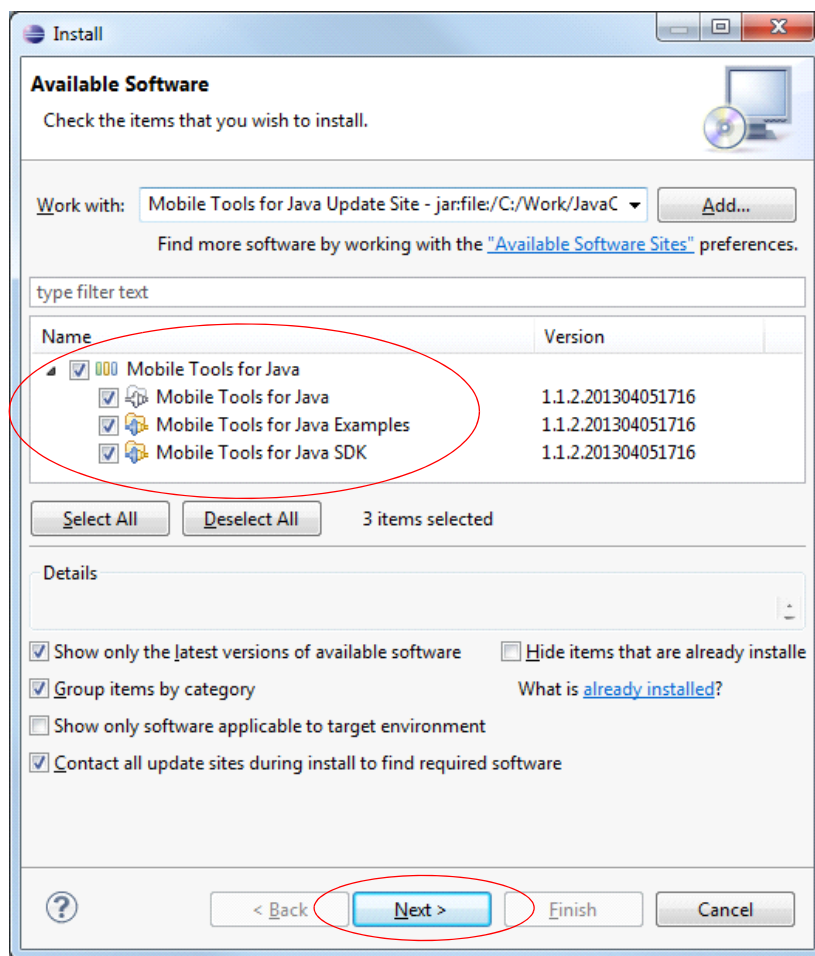 Install
Available Software
Check the items that you wish to install.
Work with: Mobile Tools for Java Update Site - jar:file:/C:/Work/JavaC Add...
Find more software by working with the "Available Software Sites" preferences.
type filter text
Name Version
Mobile Tools for Java
Mobile Tools for Java 1.1.2.201304051716
Mobile Tools for Java Examples 1.1.2.201304051716
Mobile Tools for Java SDK 1.1.2.201304051716
Select All Deselect All 3 items selected
Details
Show only the latest versions of available software Hide items that are already installe
Group items by category What is already installed?
Show only software applicable to target environment
Contact all update sites during install to find required software
? < Back Next > Finish Cancel